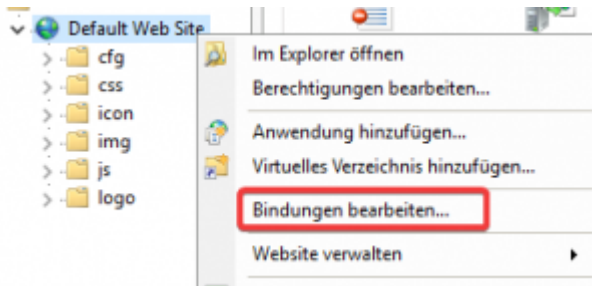 Default Web Site
cfg
css
icon
img
js
logo
Im Explorer öffnen
Berechtigungen bearbeiten...
Anwendung hinzufügen...
Virtuelles Verzeichnis hinzufügen...
Bindungen bearbeiten...
Website verwalten